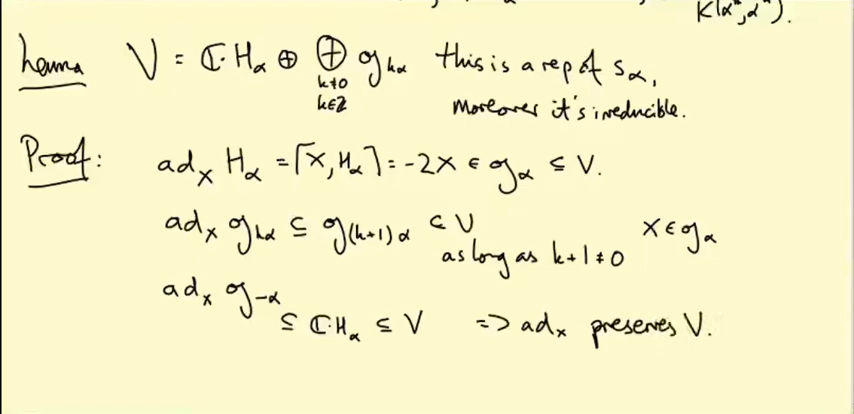 K(α*,α*).
Lemma V = ℂ·H_α ⊕ ⨁_{k≠0, k∈ℤ} g_{kα} this is a rep of s_α,
Moreover it's irreducible.
Proof: ad_X H_α = [X, H_α] = -2X ∈ g_α ⊆ V.
ad_X g_{kα} ⊆ g_{(k+1)α} ⊂ V as long as k+1≠0 X ∈ g_α
ad_X g_{-α} ⊆ ℂ·H_α ⊆ V ⇒ ad_X preserves V.